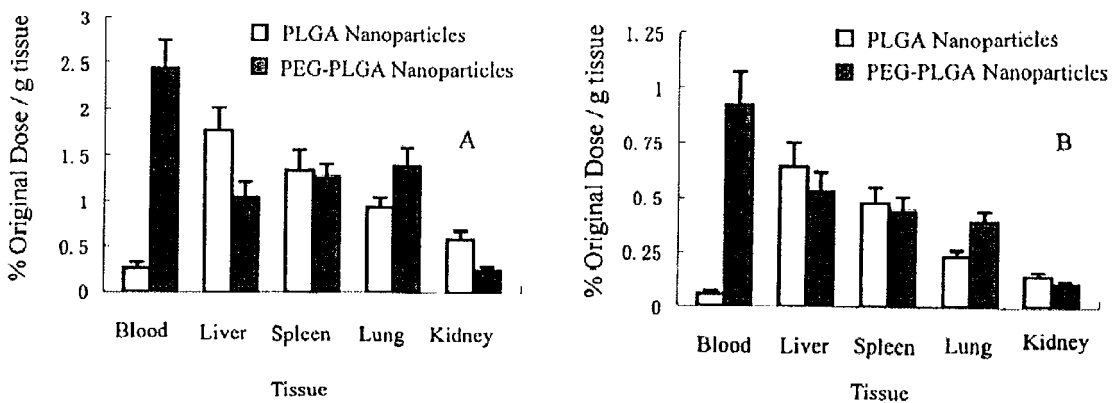 % Original Dose / g tissue
3
2.5
2
1.5
1
0.5
0
PLGA Nanoparticles
PEG-PLGA Nanoparticles
A
Blood Liver Spleen Lung Kidney
Tissue
% Original Dose / g tissue
1.25
1
0.75
0.5
0.25
0
PLGA Nanoparticles
PEG-PLGA Nanoparticles
B
Blood Liver Spleen Lung Kidney
Tissue